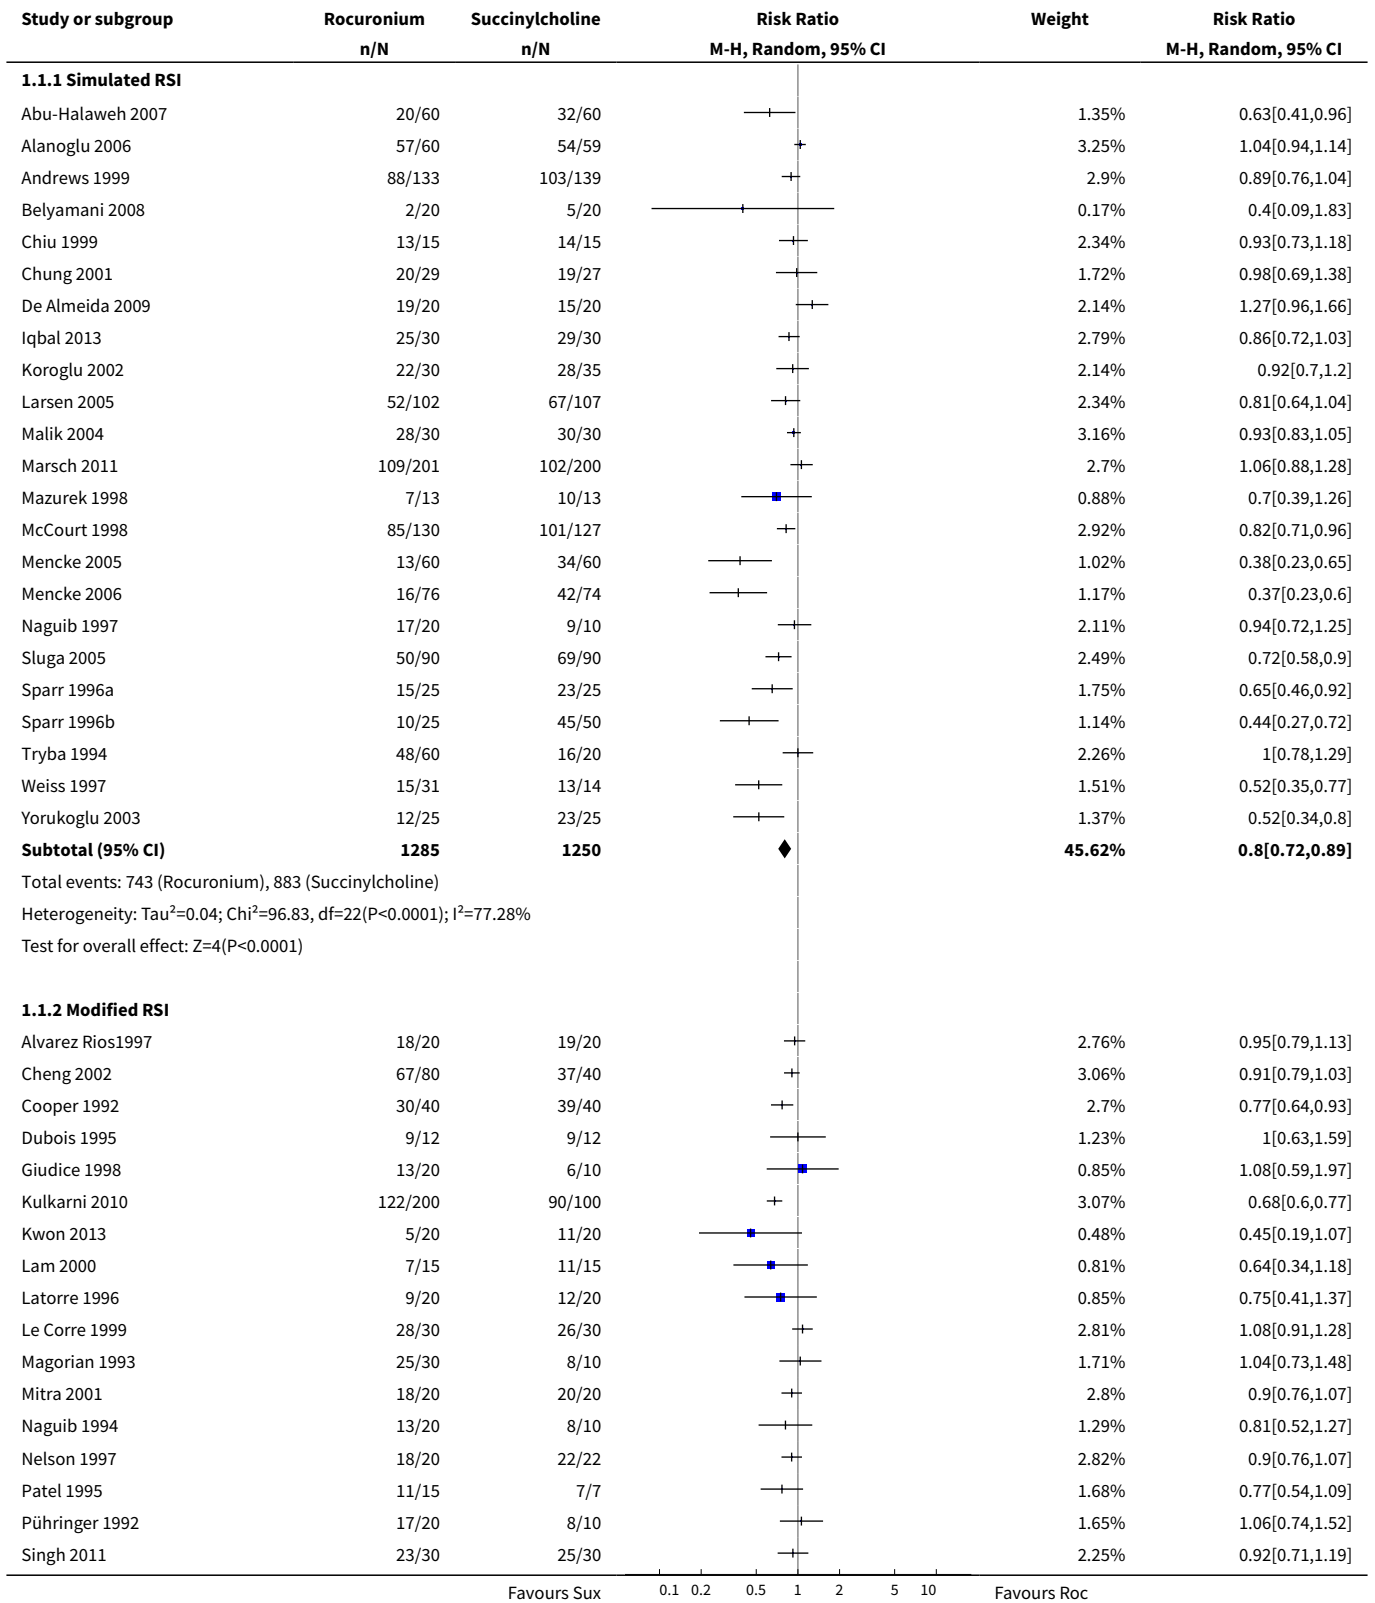 Study or subgroup Rocuronium Succinylcholine Risk Ratio Weight Risk Ratio
n/N n/N M-H, Random, 95% CI M-H, Random, 95% CI
1.1.1 Simulated RSI
Abu-Halaweh 2007 20/60 32/60 1.35% 0.63[0.41,0.96]
Alanoglu 2006 57/60 54/59 3.25% 1.04[0.94,1.14]
Andrews 1999 88/133 103/139 2.9% 0.89[0.76,1.04]
Belyamani 2008 2/20 5/20 0.17% 0.4[0.09,1.83]
Chiu 1999 13/15 14/15 2.34% 0.93[0.73,1.18]
Chung 2001 20/29 19/27 1.72% 0.98[0.69,1.38]
De Almeida 2009 19/20 15/20 2.14% 1.27[0.96,1.66]
Iqbal 2013 25/30 29/30 2.79% 0.86[0.72,1.03]
Koroglu 2002 22/30 28/35 2.14% 0.92[0.7,1.2]
Larsen 2005 52/102 67/107 2.34% 0.81[0.64,1.04]
Malik 2004 28/30 30/30 3.16% 0.93[0.83,1.05]
Marsch 2011 109/201 102/200 2.7% 1.06[0.88,1.28]
Mazurek 1998 7/13 10/13 0.88% 0.7[0.39,1.26]
McCourt 1998 85/130 101/127 2.92% 0.82[0.71,0.96]
Mencke 2005 13/60 34/60 1.02% 0.38[0.23,0.65]
Mencke 2006 16/76 42/74 1.17% 0.37[0.23,0.6]
Naguib 1997 17/20 9/10 2.11% 0.94[0.72,1.25]
Sluga 2005 50/90 69/90 2.49% 0.72[0.58,0.9]
Sparr 1996a 15/25 23/25 1.75% 0.65[0.46,0.92]
Sparr 1996b 10/25 45/50 1.14% 0.44[0.27,0.72]
Tryba 1994 48/60 16/20 2.26% 1[0.78,1.29]
Weiss 1997 15/31 13/14 1.51% 0.52[0.35,0.77]
Yorukoglu 2003 12/25 23/25 1.37% 0.52[0.34,0.8]
Subtotal (95% CI) 1285 1250 45.62% 0.8[0.72,0.89]
Total events: 743 (Rocuronium), 883 (Succinylcholine)
Heterogeneity: Tau²=0.04; Chi²=96.83, df=22(P<0.0001); I²=77.28%
Test for overall effect: Z=4(P<0.0001)
1.1.2 Modified RSI
Alvarez Rios1997 18/20 19/20 2.76% 0.95[0.79,1.13]
Cheng 2002 67/80 37/40 3.06% 0.91[0.79,1.03]
Cooper 1992 30/40 39/40 2.7% 0.77[0.64,0.93]
Dubois 1995 9/12 9/12 1.23% 1[0.63,1.59]
Giudice 1998 13/20 6/10 0.85% 1.08[0.59,1.97]
Kulkarni 2010 122/200 90/100 3.07% 0.68[0.6,0.77]
Kwon 2013 5/20 11/20 0.48% 0.45[0.19,1.07]
Lam 2000 7/15 11/15 0.81% 0.64[0.34,1.18]
Latorre 1996 9/20 12/20 0.85% 0.75[0.41,1.37]
Le Corre 1999 28/30 26/30 2.81% 1.08[0.91,1.28]
Magorian 1993 25/30 8/10 1.71% 1.04[0.73,1.48]
Mitra 2001 18/20 20/20 2.8% 0.9[0.76,1.07]
Naguib 1994 13/20 8/10 1.29% 0.81[0.52,1.27]
Nelson 1997 18/20 22/22 2.82% 0.9[0.76,1.07]
Patel 1995 11/15 7/7 1.68% 0.77[0.54,1.09]
Pühringer 1992 17/20 8/10 1.65% 1.06[0.74,1.52]
Singh 2011 23/30 25/30 2.25% 0.92[0.71,1.19]
Favours Sux 0.1 0.2 0.5 1 2 5 10 Favours Roc